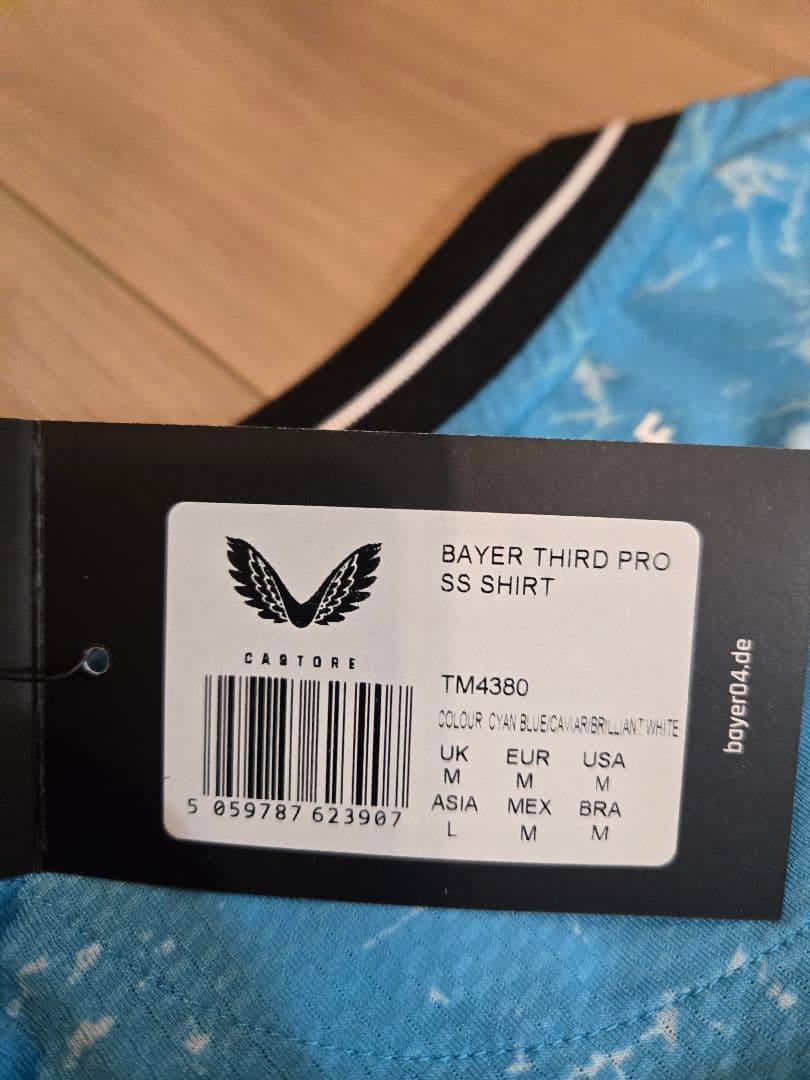 BAYER THIRD PRO
SS SHIRT
CASTORE
TM4380
COLOUR CYAN BLUE/CAVIAR/BRILLIANT WHITE
UK EUR USA
M M M
ASIA MEX BRA
L M M
5 059787 623907
bayer04.de